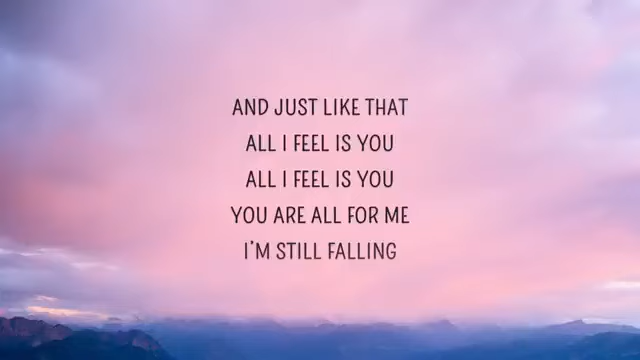 AND JUST LIKE THAT
ALL I FEEL IS YOU
ALL I FEEL IS YOU
YOU ARE ALL FOR ME
I'M STILL FALLING